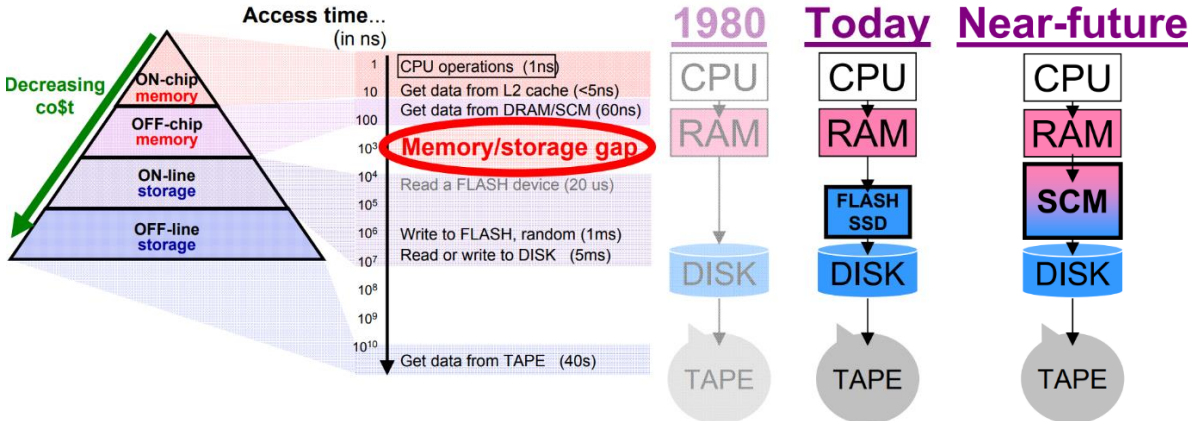 Access time...
(in ns)
Decreasing
co$t
ON-chip
memory
OFF-chip
memory
ON-line
storage
OFF-line
storage
1
CPU operations (1ns)
10
Get data from L2 cache (<5ns)
Get data from DRAM/SCM (60ns)
100
10³
Memory/storage gap
10⁴
Read a FLASH device (20 us)
10⁵
10⁶
Write to FLASH, random (1ms)
Read or write to DISK (5ms)
10⁷
10⁸
10⁹
10¹⁰
Get data from TAPE (40s)
1980
CPU
RAM
DISK
TAPE
Today
CPU
RAM
FLASH
SSD
DISK
TAPE
Near-future
CPU
RAM
SCM
DISK
TAPE